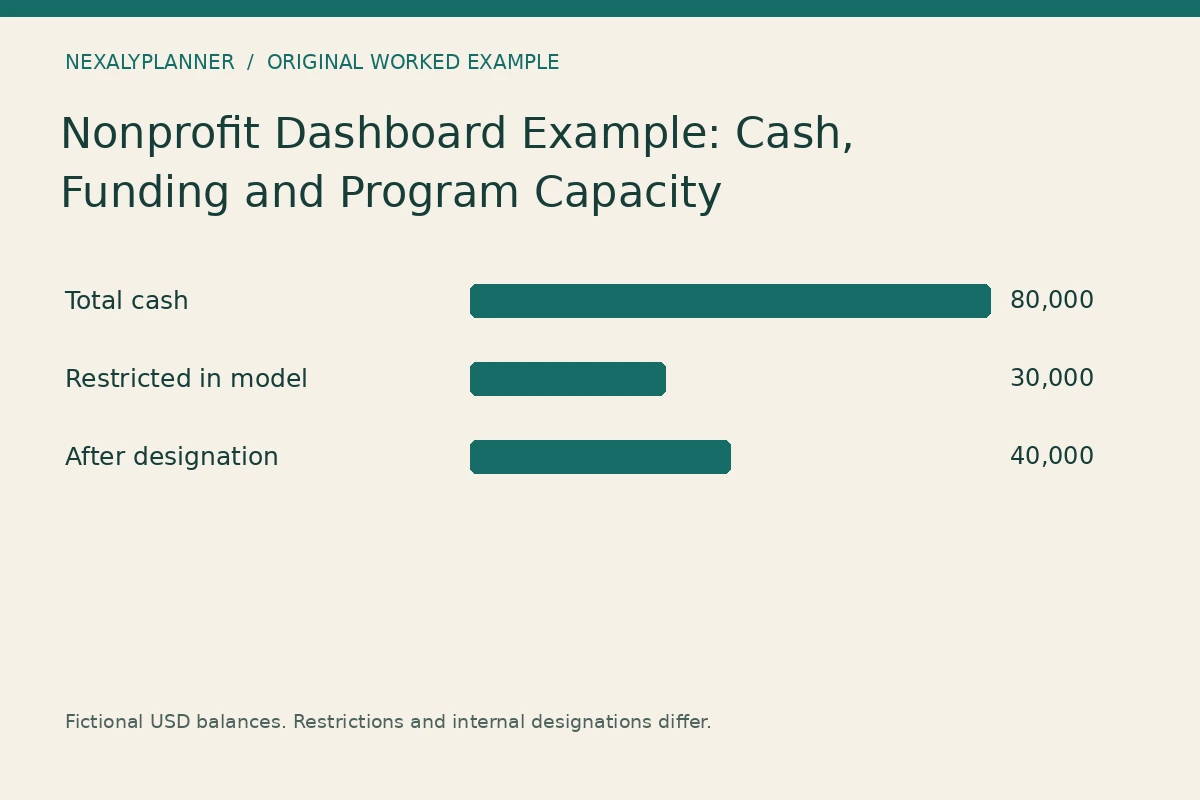 NEXALYPLANNER / ORIGINAL WORKED EXAMPLE
Nonprofit Dashboard Example: Cash,
Funding and Program Capacity
Total cash 80,000
Restricted in model 30,000
After designation 40,000
Fictional USD balances. Restrictions and internal designations differ.